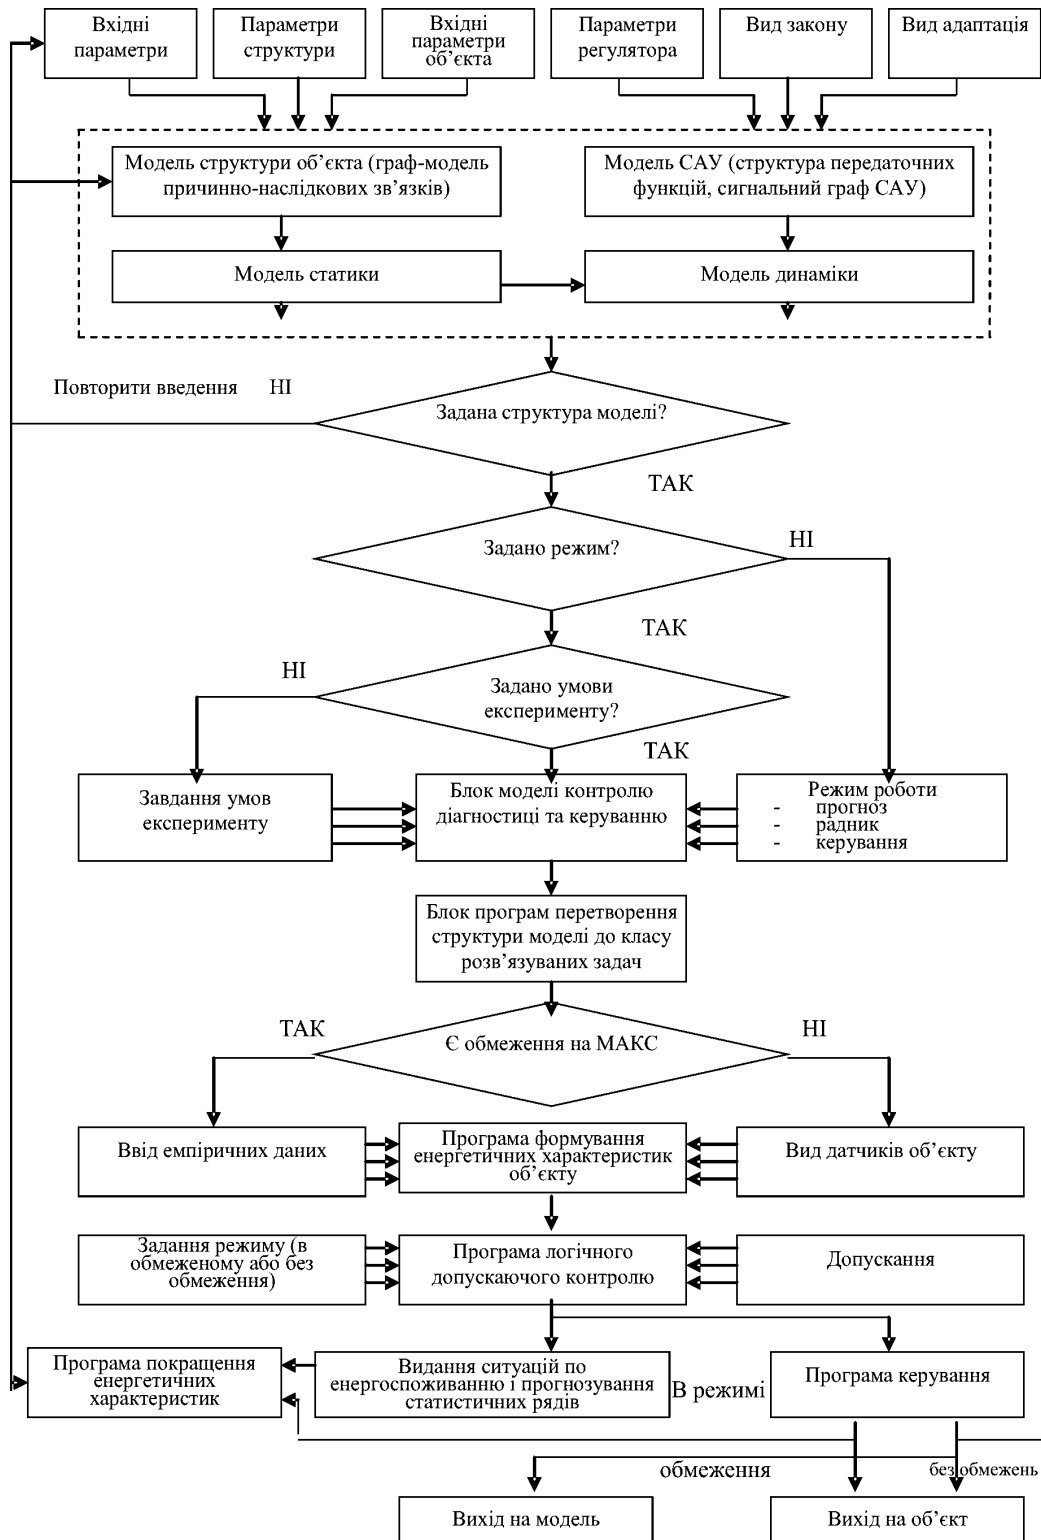 Вхідні
параметри
Параметри
структури
Вхідні
параметри
об’єкта
Параметри
регулятора
Вид закону
Вид адаптація
Модель структури об’єкта (граф-модель
причинно-наслідкових зв’язків)
Модель САУ (структура передаточних
функцій, сигнальний граф САУ)
Модель статики
Модель динаміки
Повторити введення НІ
Задана структура моделі?
ТАК
Задано режим?
НІ
ТАК
НІ
Задано умови
експерименту?
ТАК
Завдання умов
експерименту
Блок моделі контролю
діагностиці та керуванню
Режим роботи
- прогноз
- радник
- керування
Блок програм перетворення
структури моделі до класу
розв’язуваних задач
ТАК
Є обмеження на МАКС
НІ
Ввід емпіричних даних
Програма формування
енергетичних характеристик
об’єкту
Вид датчиків об’єкту
Задання режиму (в
обмеженому або без
обмеження)
Програма логічного
допускаючого контролю
Допускання
Програма покращення
енергетичних
характеристик
Видання ситуацій по
енергоспоживанню і прогнозування
статистичних рядів
В режимі
Програма керування
обмеження
без обмежень
Вихід на модель
Вихід на об’єкт